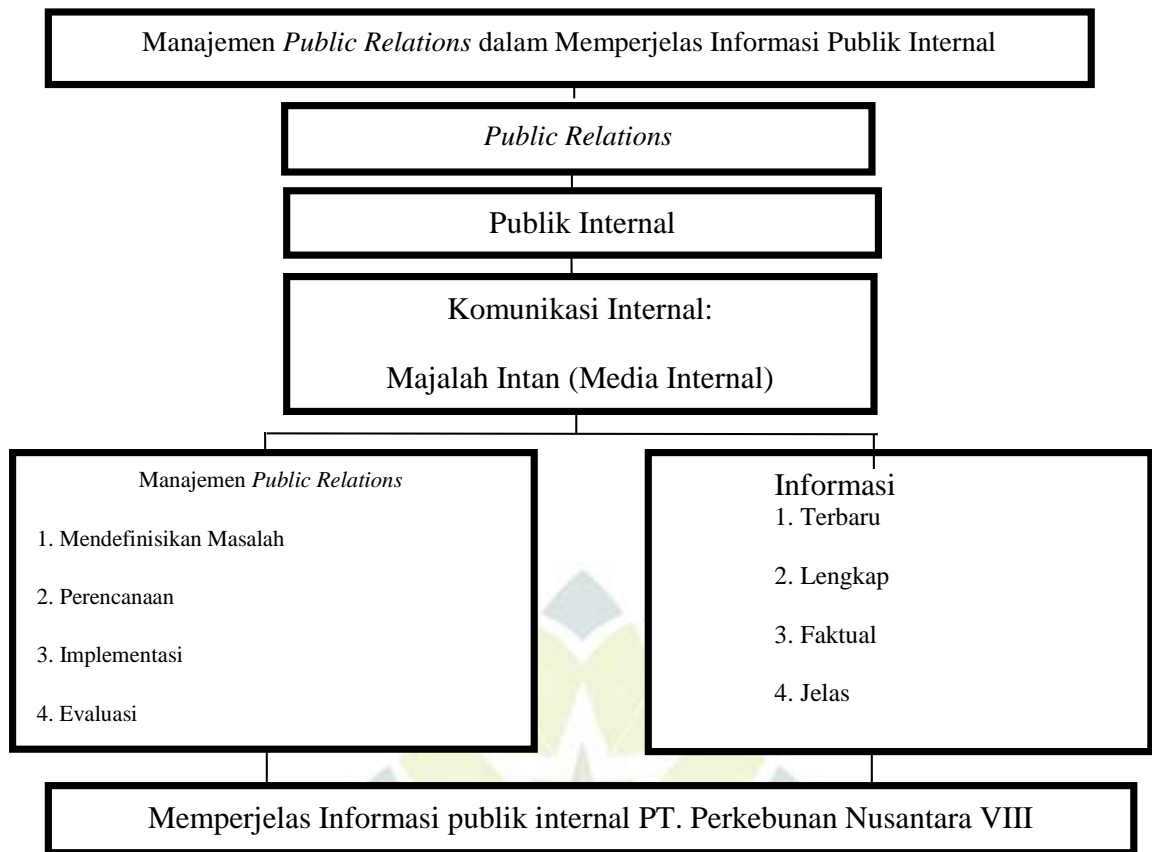 Manajemen Public Relations dalam Memperjelas Informasi Publik Internal
Public Relations
Publik Internal
Komunikasi Internal:
Majalah Intan (Media Internal)
Manajemen Public Relations
1. Mendefinisikan Masalah
2. Perencanaan
3. Implementasi
4. Evaluasi
Informasi
1. Terbaru
2. Lengkap
3. Faktual
4. Jelas
Memperjelas Informasi publik internal PT. Perkebunan Nusantara VIII